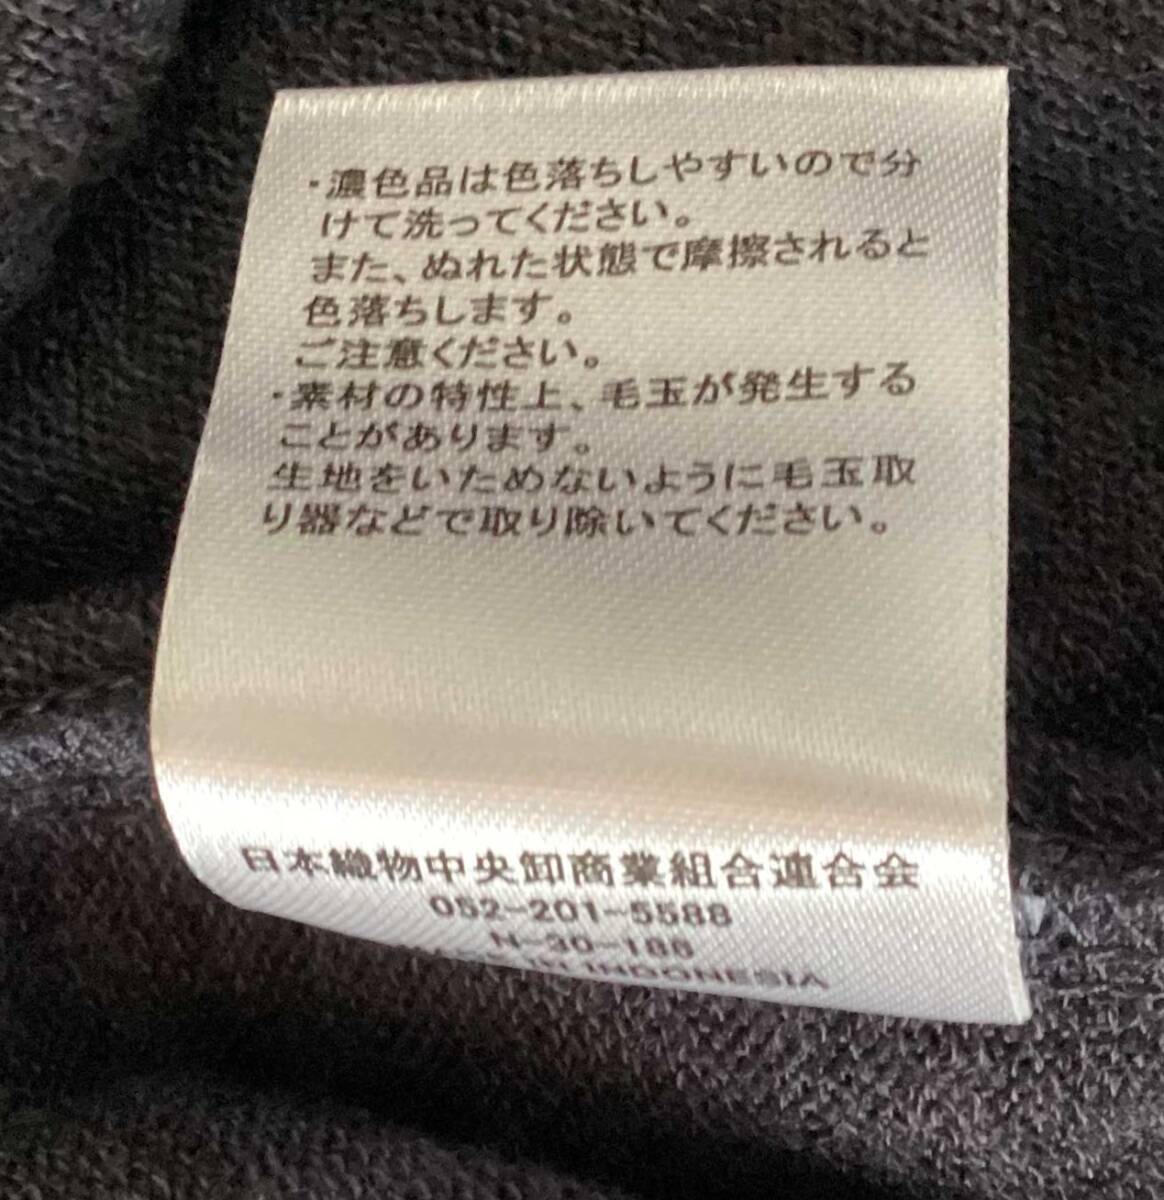 ・濃色品は色落ちしやすいので分
けて洗ってください。
また、ぬれた状態で摩擦されると
色落ちします。
ご注意ください。
・素材の特性上、毛玉が発生する
ことがあります。
生地をいためないように毛玉取
り器などで取り除いてください。
日本織物中央卸商業組合連合会
052-201-5588
N-30-186
MADE IN INDONESIA